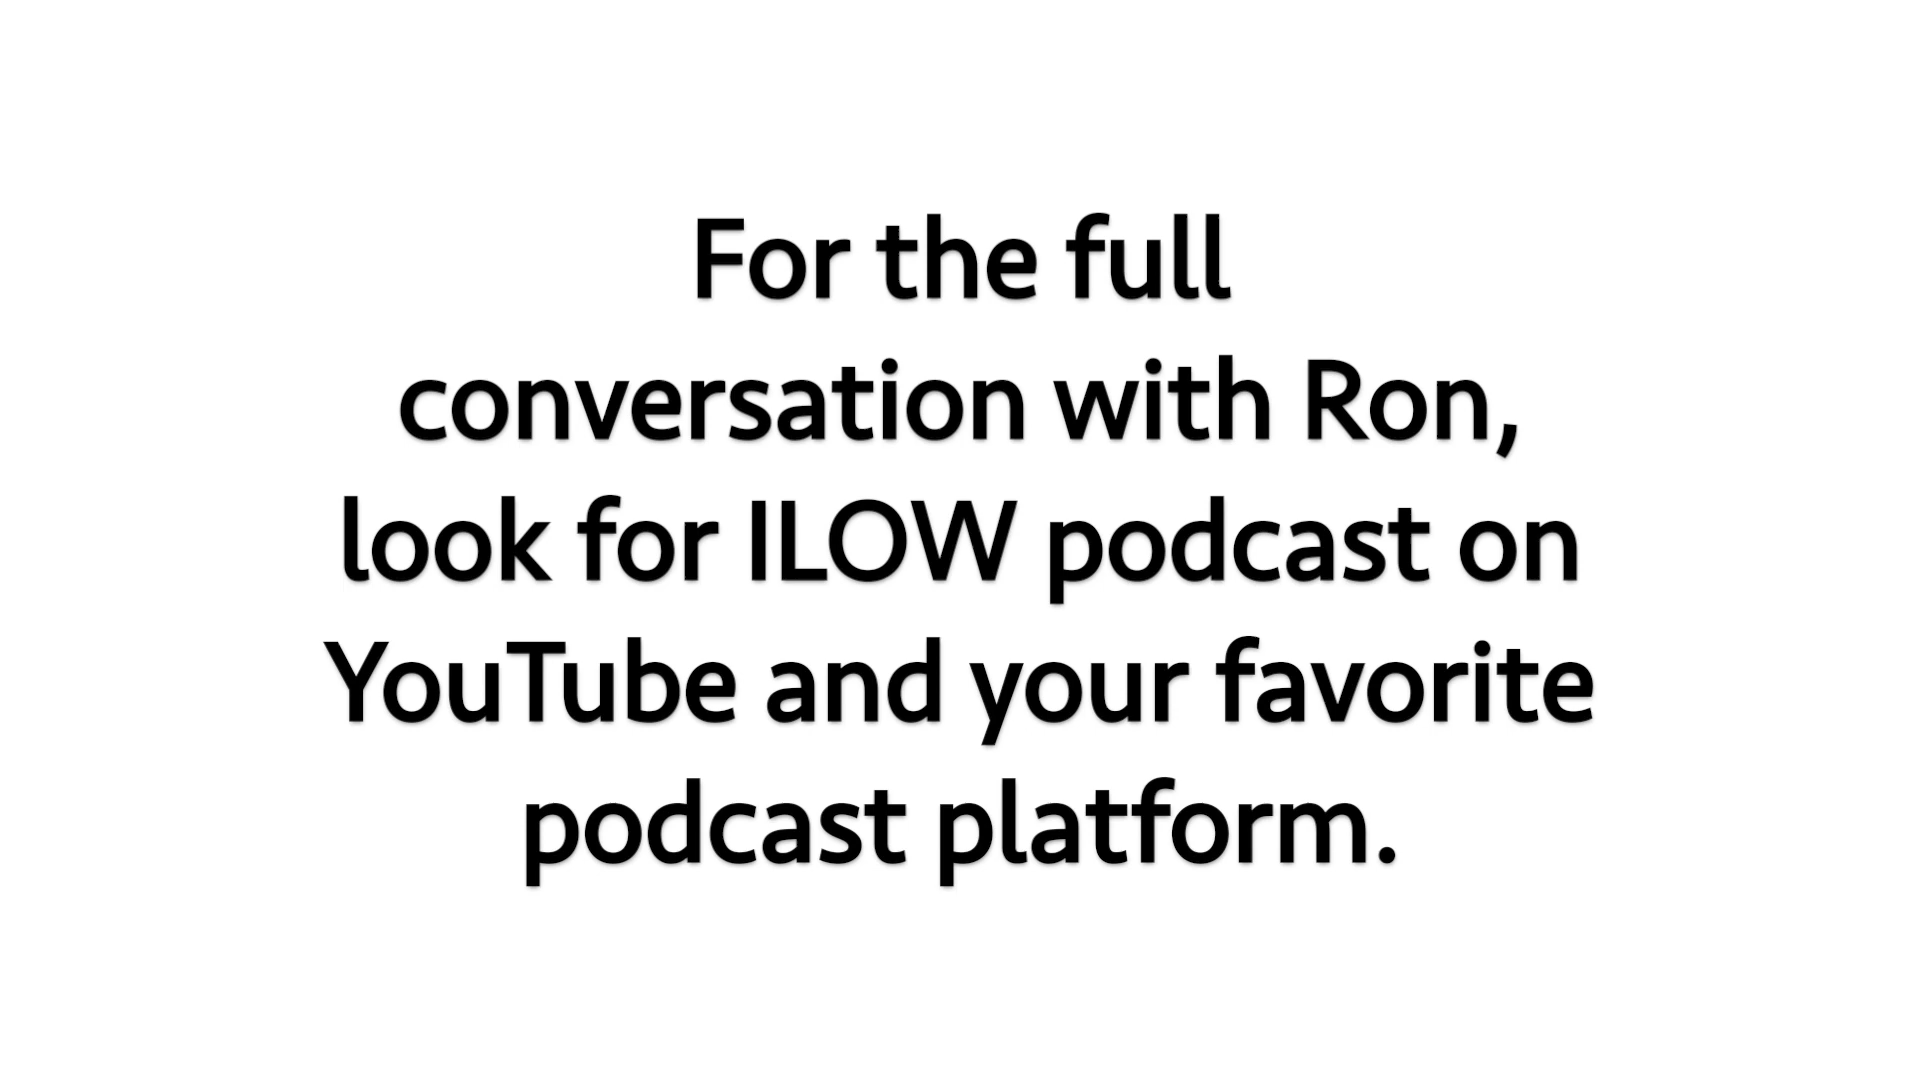 For the full
conversation with Ron,
look for ILOW podcast on
YouTube and your favorite
podcast platform.